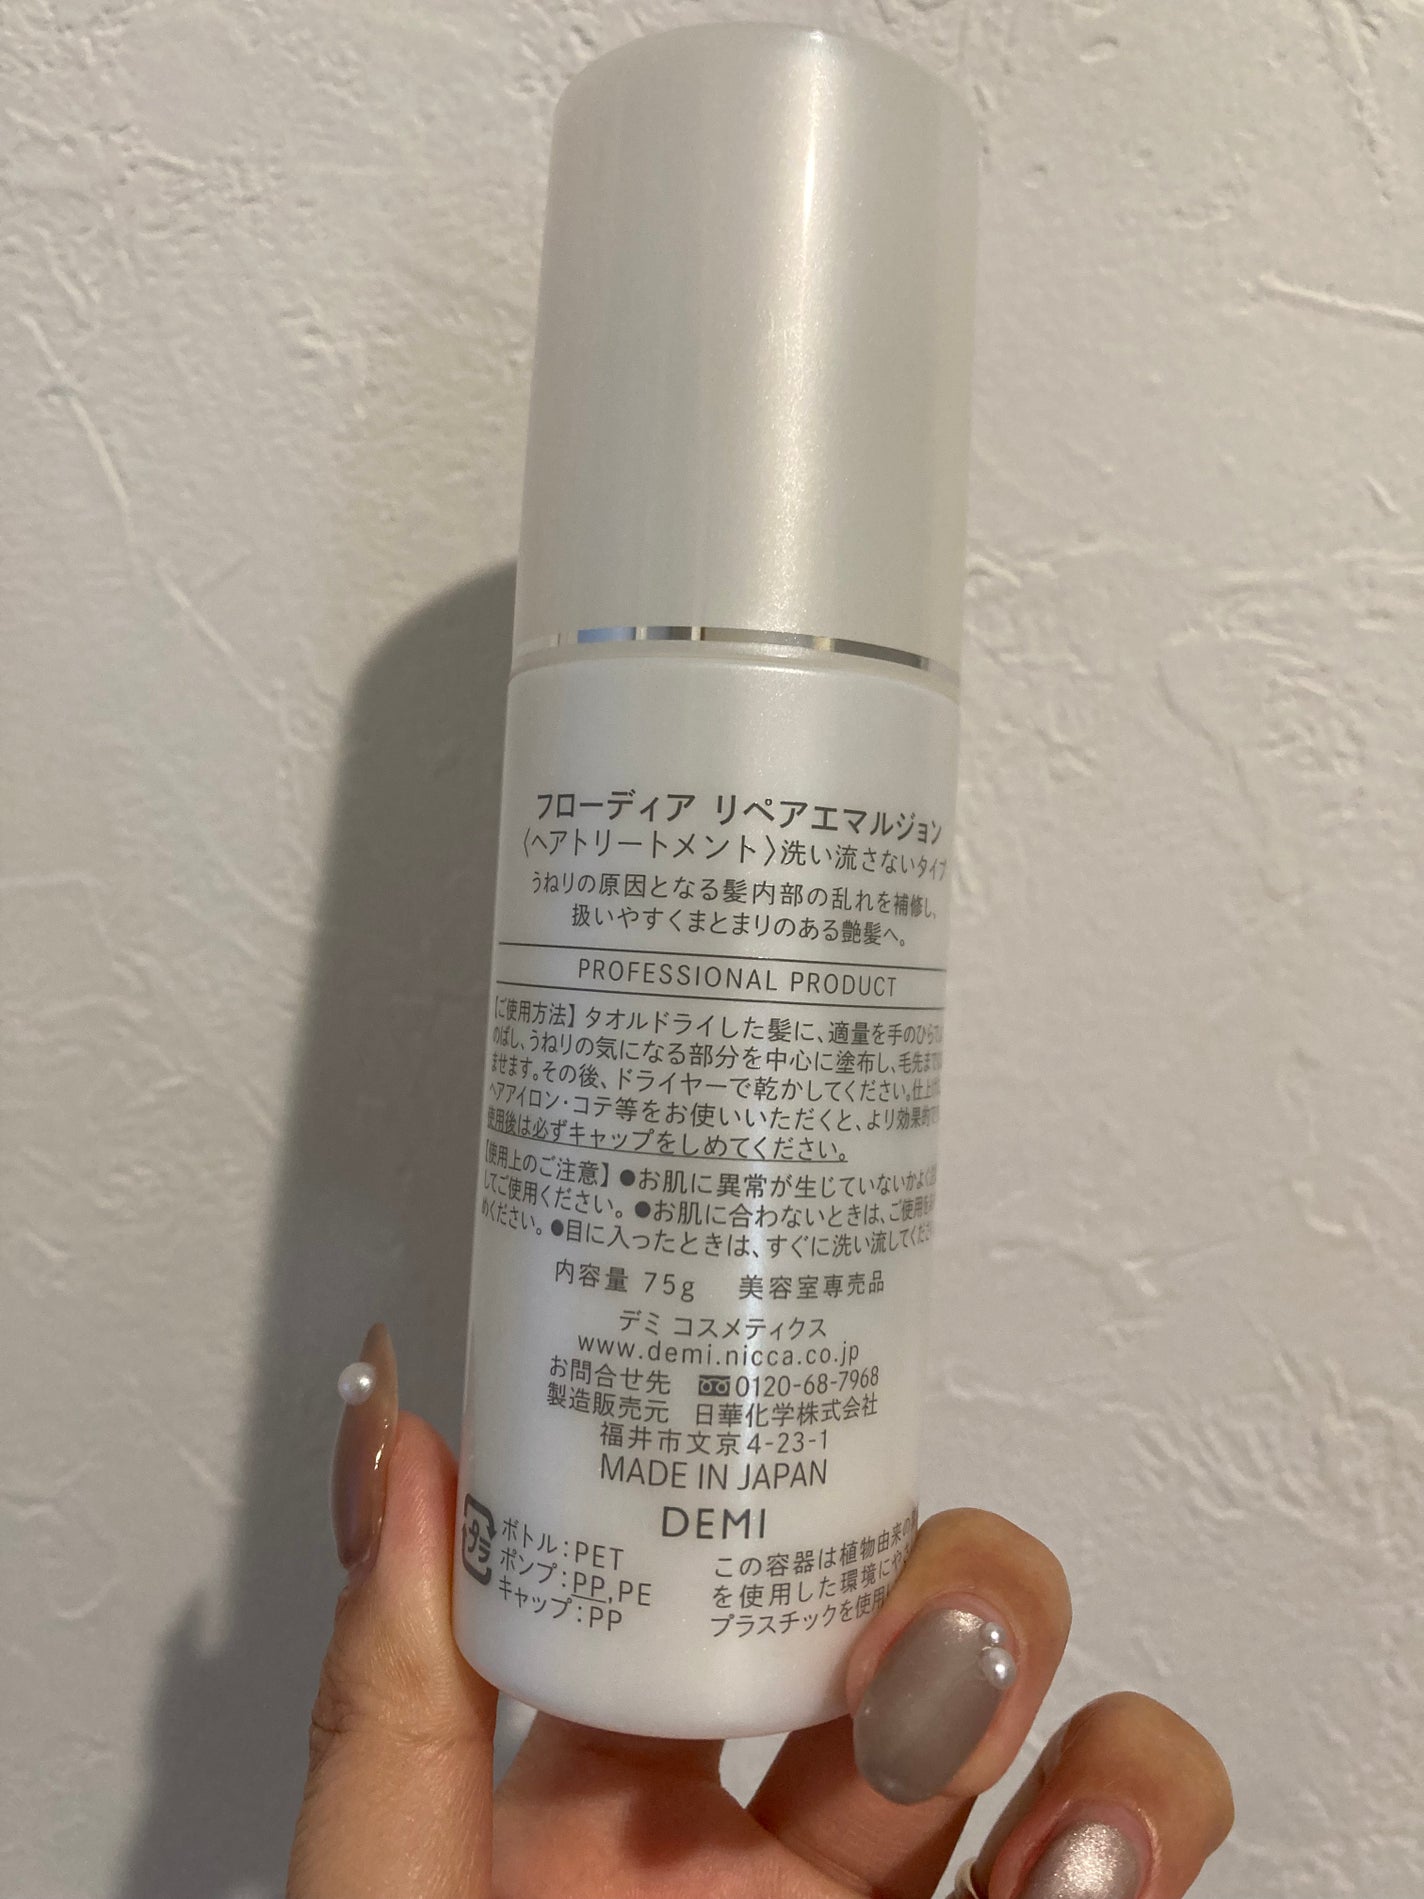 フローディア リペアエマルジョン
〈ヘアトリートメント〉洗い流さないタイプ
うねりの原因となる髪内部の乱れを補修し、
扱いやすくまとまりのある艶髪へ。
PROFESSIONAL PRODUCT
【ご使用方法】タオルドライした髪に、適量を手のひらで
のばし、うねりの気になる部分を中心に塗布し、毛先まで
ませます。その後、ドライヤーで乾かしてください。仕上げに
ヘアアイロン・コテ等をお使いいただくと、より効果的で
使用後は必ずキャップをしめてください。
【使用上のご注意】●お肌に異常が生じていないかよく
してご使用ください。●お肌に合わないときは、ご使用を
めください。●目に入ったときは、すぐに洗い流してくだ
内容量 75g 美容室専売品
デミ コスメティクス
www.demi.nicca.co.jp
お問合せ先 0120-68-7968
製造販売元 日華化学株式会社
福井市文京4-23-1
MADE IN JAPAN
DEMI
プラ
ボトル:PET
ポンプ:PP,PE
キャップ:PP
この容器は植物由来の
を使用した環境にや
プラスチックを使用